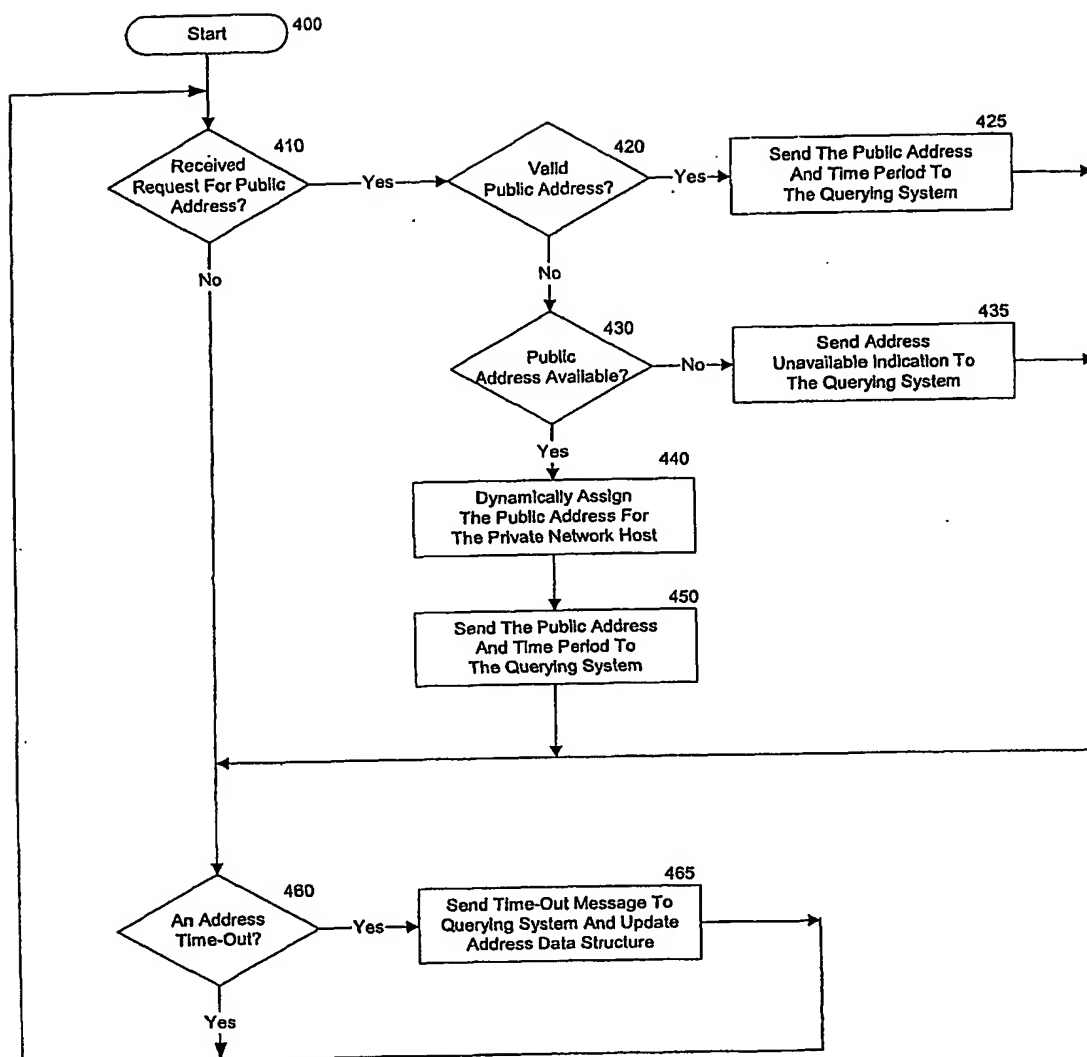 Start
400
Received
Request For Public
Address?
410
Yes
No
Valid
Public Address?
420
Yes
No
Send The Public Address
And Time Period To
The Querying System
425
Public
Address Available?
430
No
Yes
Send Address
Unavailable Indication To
The Querying System
435
Dynamically Assign
The Public Address For
The Private Network Host
440
Send The Public Address
And Time Period To
The Querying System
450
An Address
Time-Out?
460
Yes
Yes
Send Time-Out Message To
Querying System And Update
Address Data Structure
465